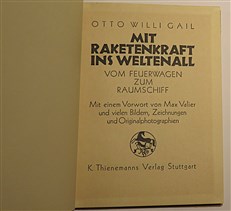 OTTO WILLI GAIL
MIT
RAKETENKRAFT
INS WELTENALL
VOM FEUERWAGEN
ZUM
RAUMSCHIFF
Mit einem Vorwort von Max Valier
und vielen Bildern, Zeichnungen
und Originalphotographien
K. Thienemanns Verlag Stuttgart